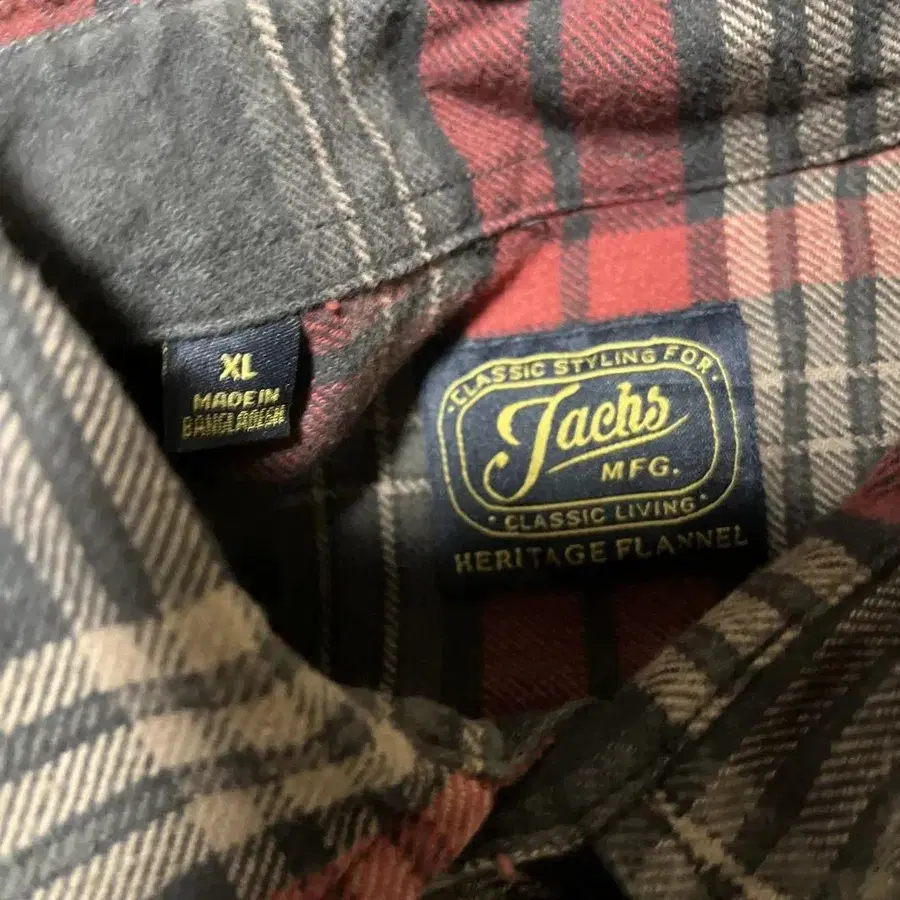 XL
MADE IN
BANGLADESH
CLASSIC STYLING FOR
Jachs
MFG.
CLASSIC LIVING
HERITAGE FLANNEL